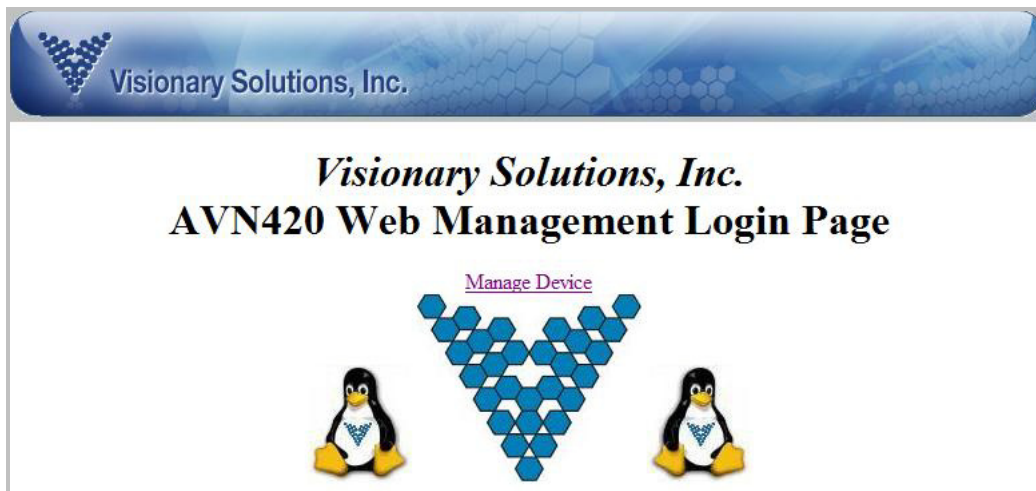 Visionary Solutions, Inc.
Visionary Solutions, Inc.
AVN420 Web Management Login Page
Manage Device